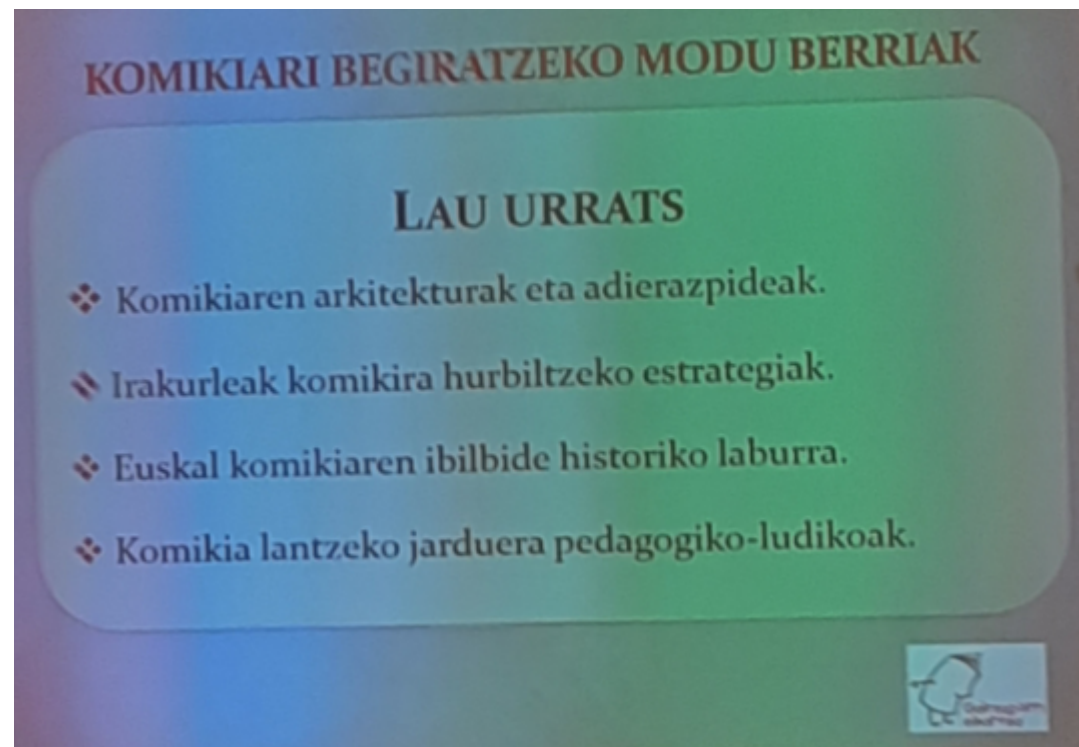 KOMIKIARI BEGIRATZEKO MODU BERRIAK
LAU URRATS
Komikiaren arkitekturak eta adierazpideak.
Irakurleak komikira hurbiltzeko estrategiak.
Euskal komikiaren ibilbide historiko laburra.
Komikia lantzeko jarduera pedagogiko-ludikoak.